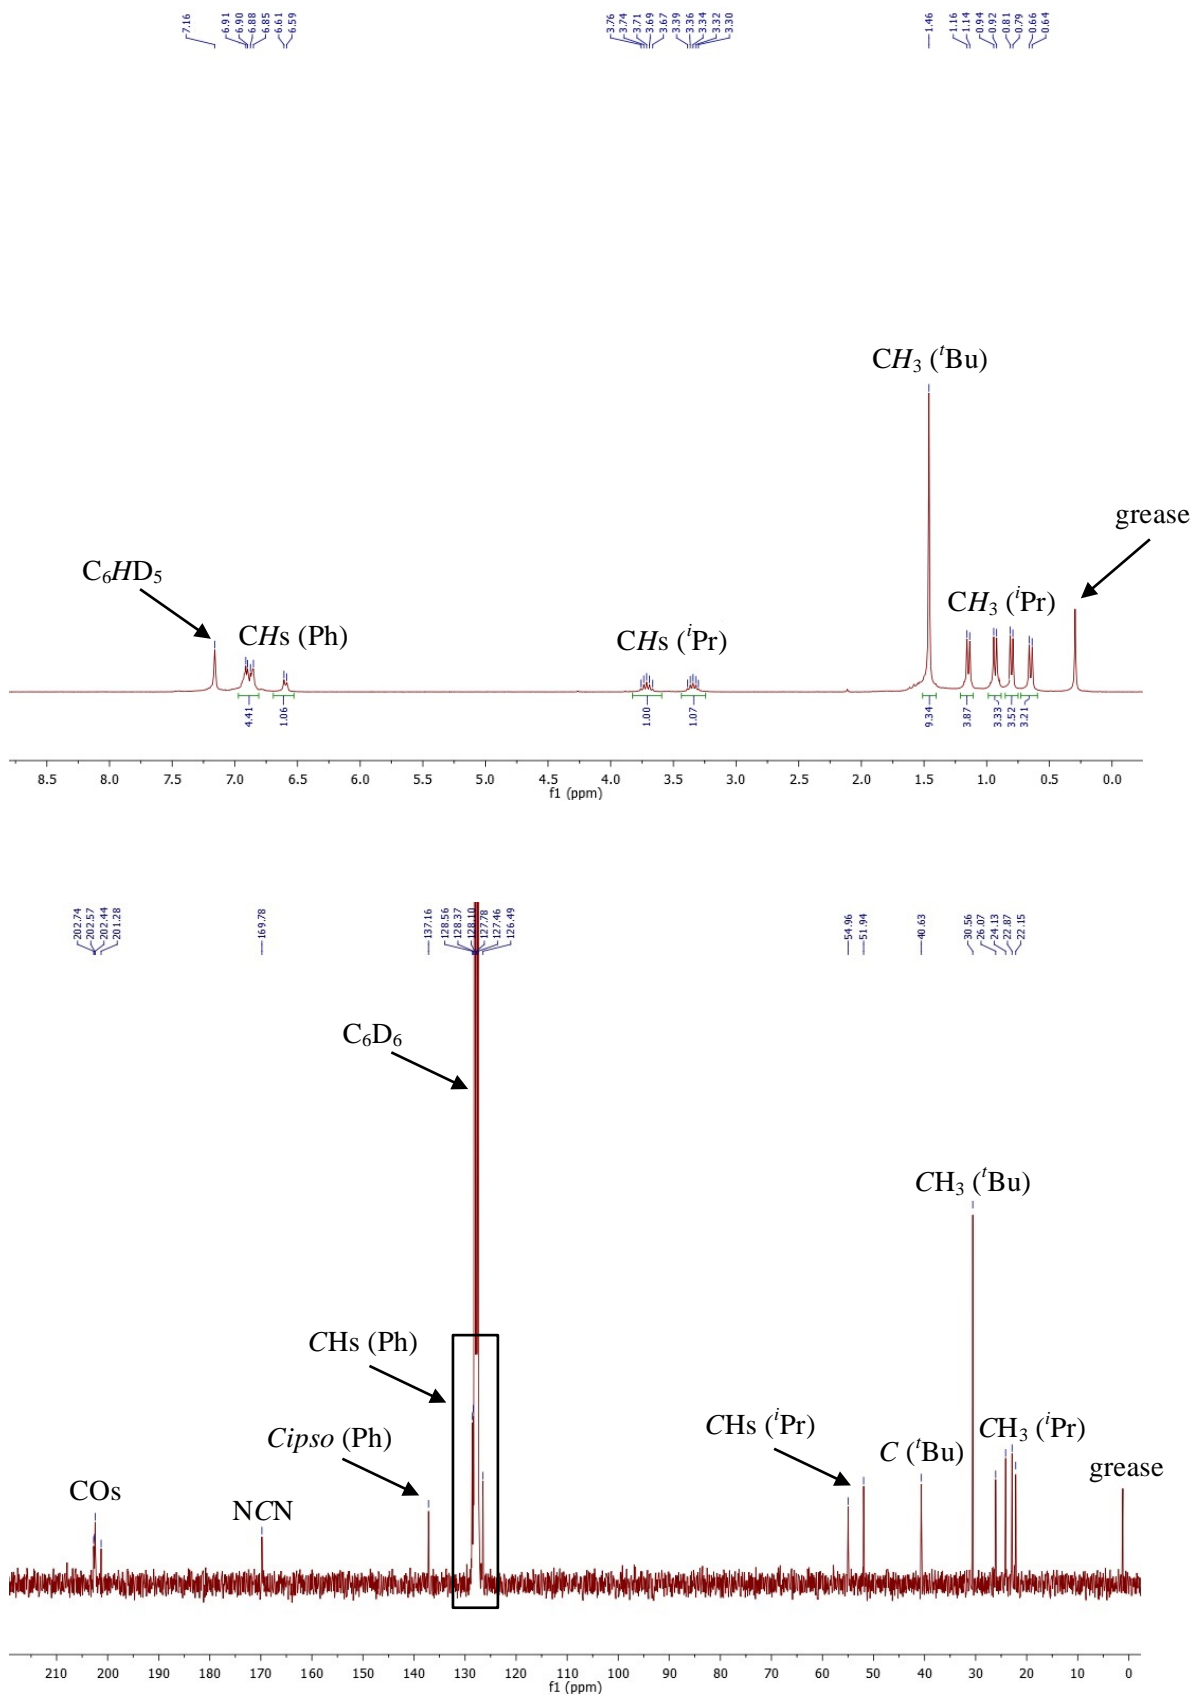 7.16 6.91 6.90 6.88 6.85 6.61 6.59 3.76 3.74 3.71 3.69 3.67 3.39 3.36 3.34 3.32 3.30 1.46 1.16 1.14 0.94 0.92 0.81 0.79 0.66 0.64
CH₃ (ᵗBu)
grease
C₆HD₅
CHs (Ph)
CHs (ⁱPr)
CH₃ (ⁱPr)
4.41 1.06 1.00 1.07 9.34 3.87 3.33 3.52 3.21
8.5 8.0 7.5 7.0 6.5 6.0 5.5 5.0 4.5 4.0 3.5 3.0 2.5 2.0 1.5 1.0 0.5 0.0
f1 (ppm)
202.74 202.57 202.44 201.28 169.78 137.16 128.56 128.37 128.10 127.78 127.46 126.49 54.96 51.94 40.63 30.56 26.07 24.13 22.87 22.15
C₆D₆
CH₃ (ᵗBu)
CHs (Ph)
Cipso (Ph)
CHs (ⁱPr)
C (ᵗBu)
CH₃ (ⁱPr)
grease
COs
NCN
210 200 190 180 170 160 150 140 130 120 110 100 90 80 70 60 50 40 30 20 10 0
f1 (ppm)